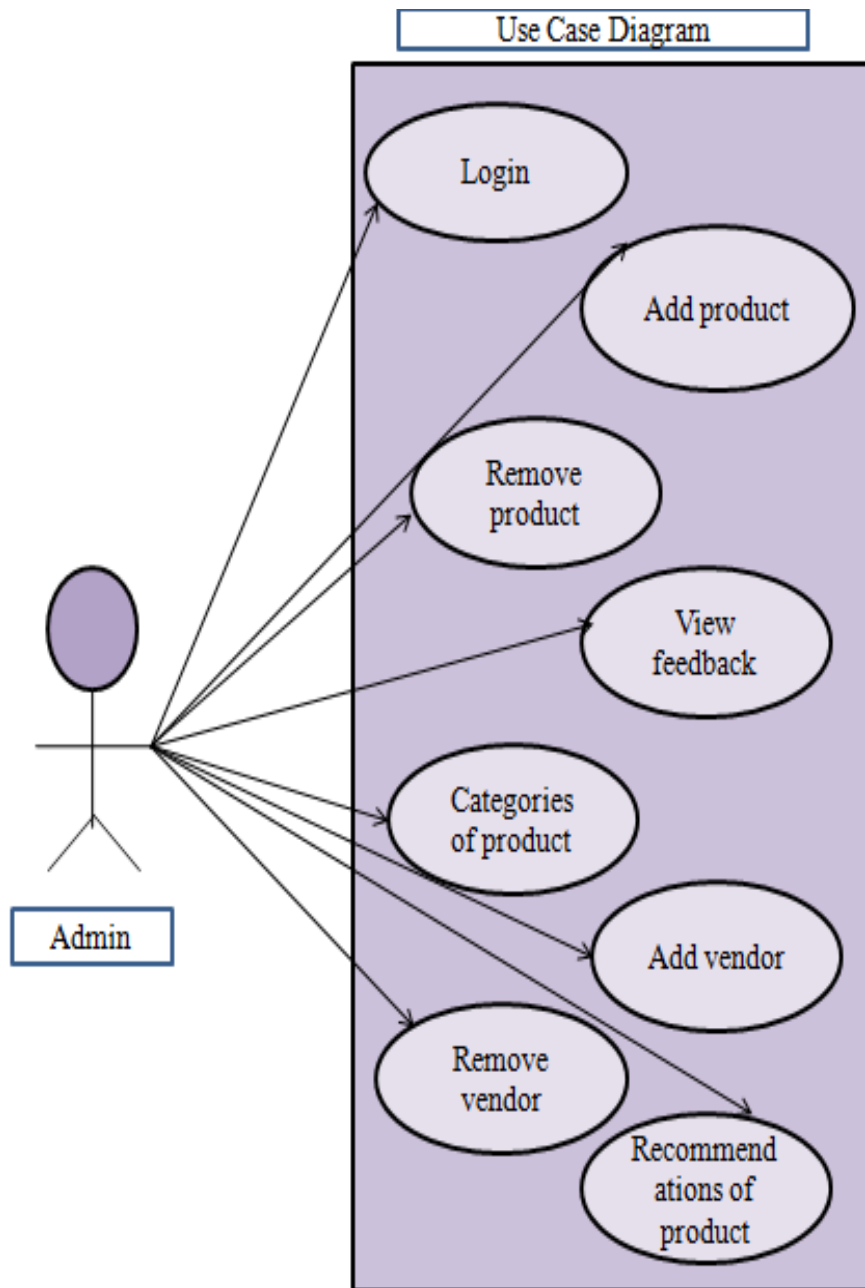 Use Case Diagram
Login
Add product
Remove
product
View
feedback
Categories
of product
Admin
Add vendor
Remove
vendor
Recommend
ations of
product